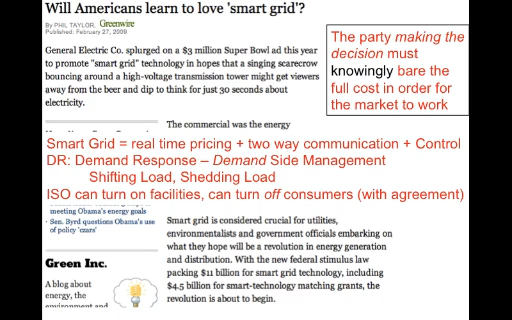 Will Americans learn to love 'smart grid'?
By PHIL TAYLOR, Greenwire
Published: February 27, 2009
General Electric Co. splurged on a $3 million Super Bowl ad this year
to promote "smart grid" technology in hopes that a singing scarecrow
bouncing around a high-voltage transmission tower might get viewers
away from the beer and dip to think for just 30 seconds about
electricity.
The party making the
decision must
knowingly bare the
full cost in order for
the market to work
The commercial was the energy
Smart Grid = real time pricing + two way communication + Control
DR: Demand Response – Demand Side Management
Shifting Load, Shedding Load
ISO can turn on facilities, can turn off consumers (with agreement)
meeting Obama's energy goals
· Sen. Byrd questions Obama's use
of policy 'czars'
Smart grid is considered crucial for utilities,
environmentalists and government officials embarking on
what they hope will be a revolution in energy generation
and distribution. With the new federal stimulus law
packing $11 billion for smart grid technology, including
$4.5 billion for smart-technology matching grants, the
revolution is about to begin.
Green Inc.
A blog about
energy, the
environment and